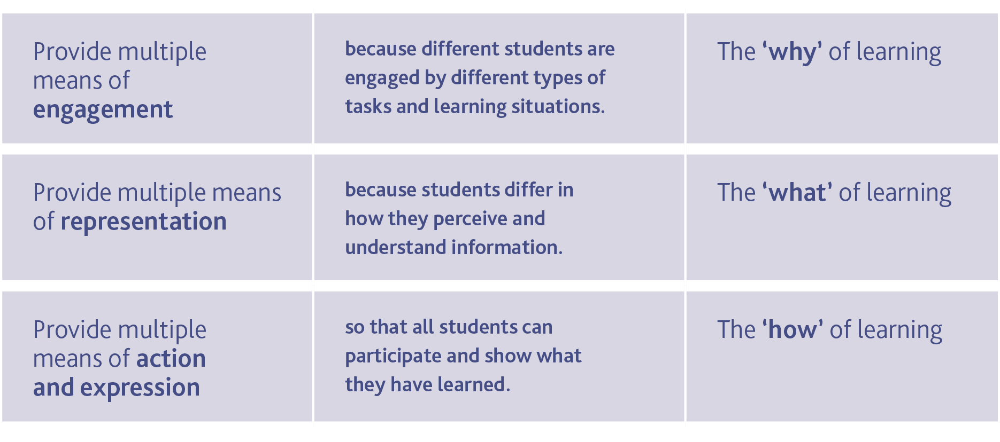 Provide multiple
means of
engagement
because different students are
engaged by different types of
tasks and learning situations.
The ‘why’ of learning
Provide multiple means
of representation
because students differ in
how they perceive and
understand information.
The ‘what’ of learning
Provide multiple
means of action
and expression
so that all students can
participate and show what
they have learned.
The ‘how’ of learning